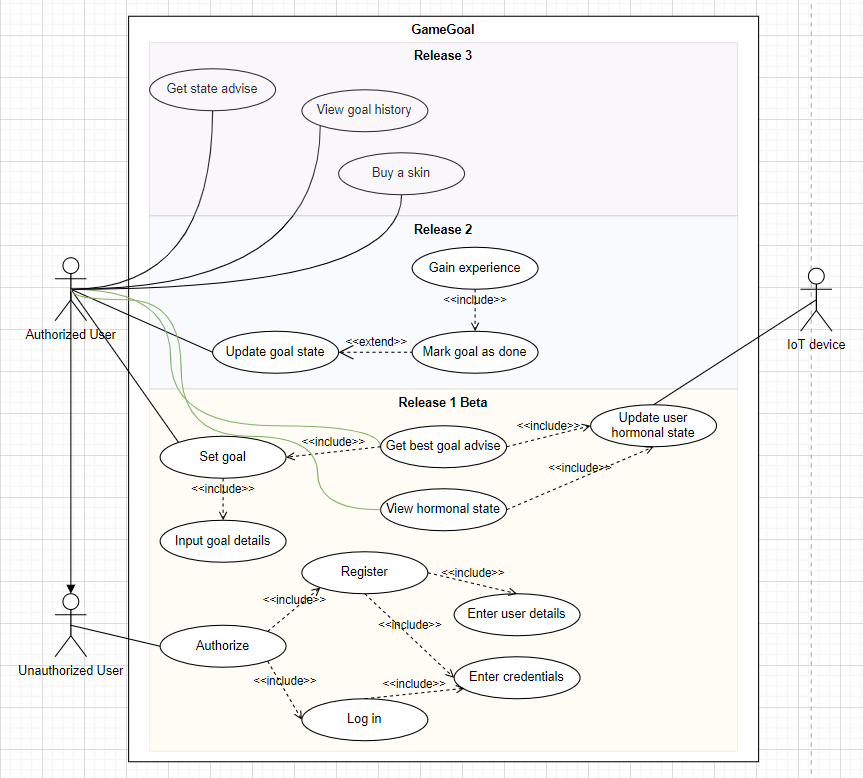 GameGoal
Release 3
Get state advise
View goal history
Buy a skin
Release 2
Gain experience
<<include>>
Update goal state
<<extend>>
Mark goal as done
Authorized User
IoT device
Release 1 Beta
Update user
hormonal state
<<include>>
Get best goal advise
<<include>>
Set goal
<<include>>
<<include>>
View hormonal state
Input goal details
Register
<<include>>
<<include>>
Enter user details
<<include>>
Authorize
Unauthorized User
<<include>>
<<include>>
Enter credentials
Log in